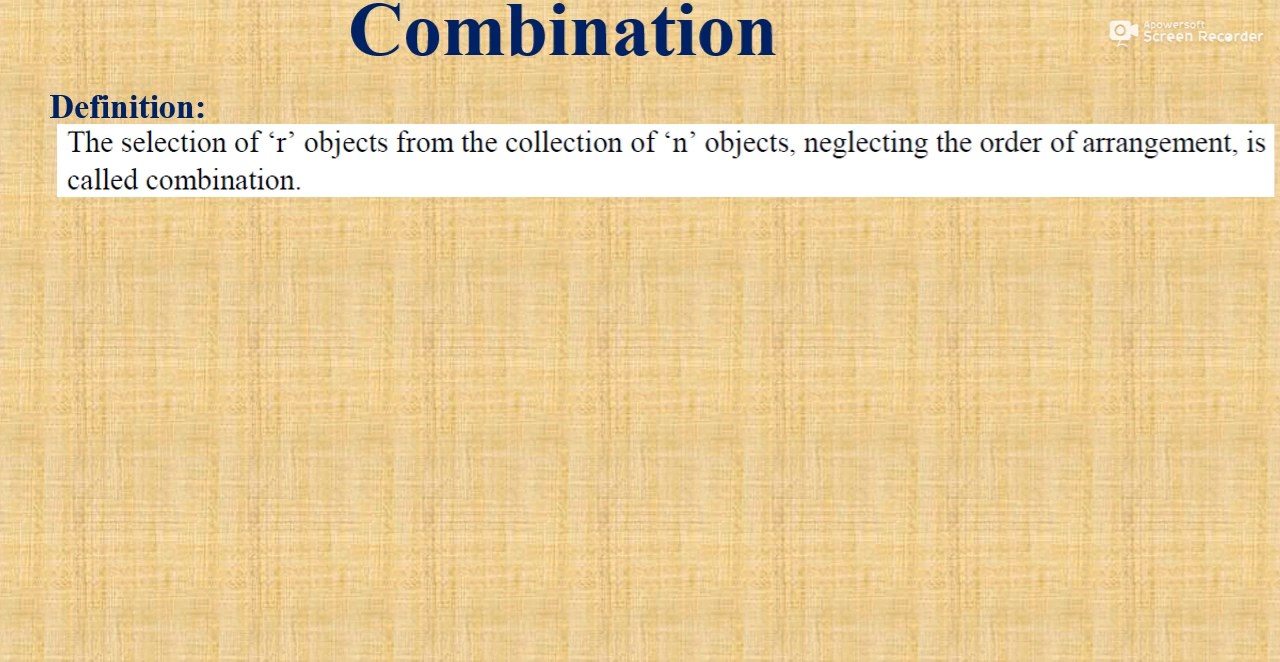 Combination
Apowersoft
Screen Recorder
Definition:
The selection of ‘r’ objects from the collection of ‘n’ objects, neglecting the order of arrangement, is
called combination.